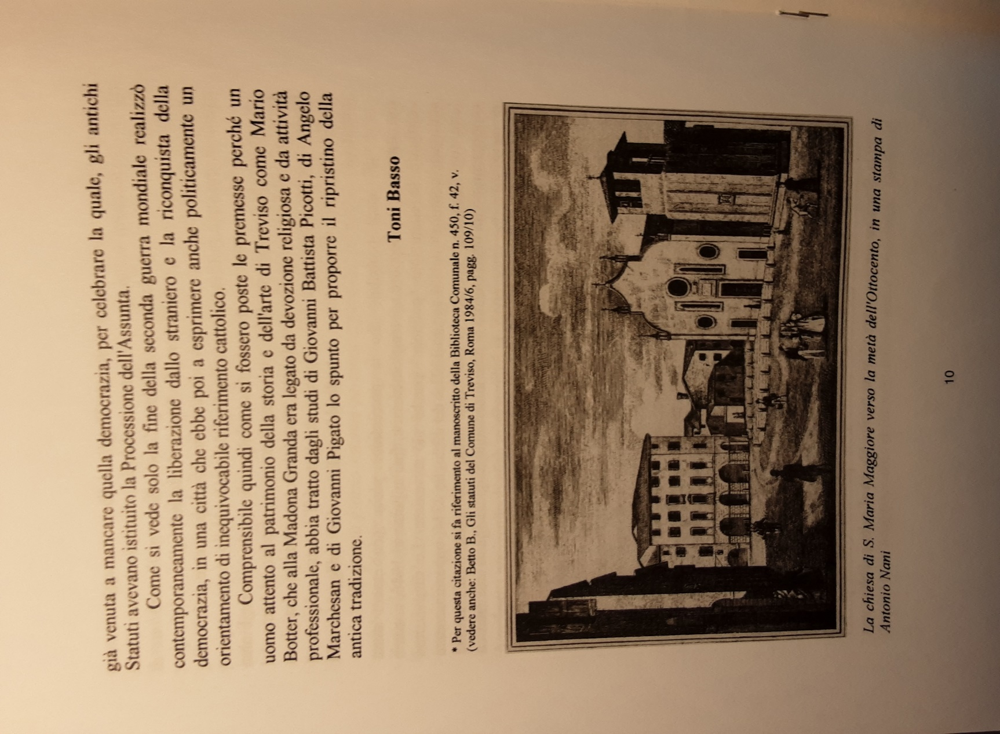 già venuta a mancare quella democrazia, per celebrare la quale, gli antichi
Statuti avevano istituito la Processione dell'Assunta.
Come si vede solo la fine della seconda guerra mondiale realizzò
contemporaneamente la liberazione dallo straniero e la riconquista della
democrazia, in una città che ebbe poi a esprimere anche politicamente un
orientamento di inequivocabile riferimento cattolico.
Comprensibile quindi come si fossero poste le premesse perché un
uomo attento al patrimonio della storia e dell'arte di Treviso come Mario
Botter, che alla Madona Granda era legato da devozione religiosa e da attività
professionale, abbia tratto dagli studi di Giovanni Battista Picotti, di Angelo
Marchesan e di Giovanni Pigato lo spunto per proporre il ripristino della
antica tradizione.
Toni Basso
* Per questa citazione si fa riferimento al manoscritto della Biblioteca Comunale n. 450, f. 42, v.
(vedere anche: Betto B., Gli statuti del Comune di Treviso, Roma 1984/6, pagg. 109/10)
La chiesa di S. Maria Maggiore verso la metà dell'Ottocento, in una stampa di
Antonio Nani
10